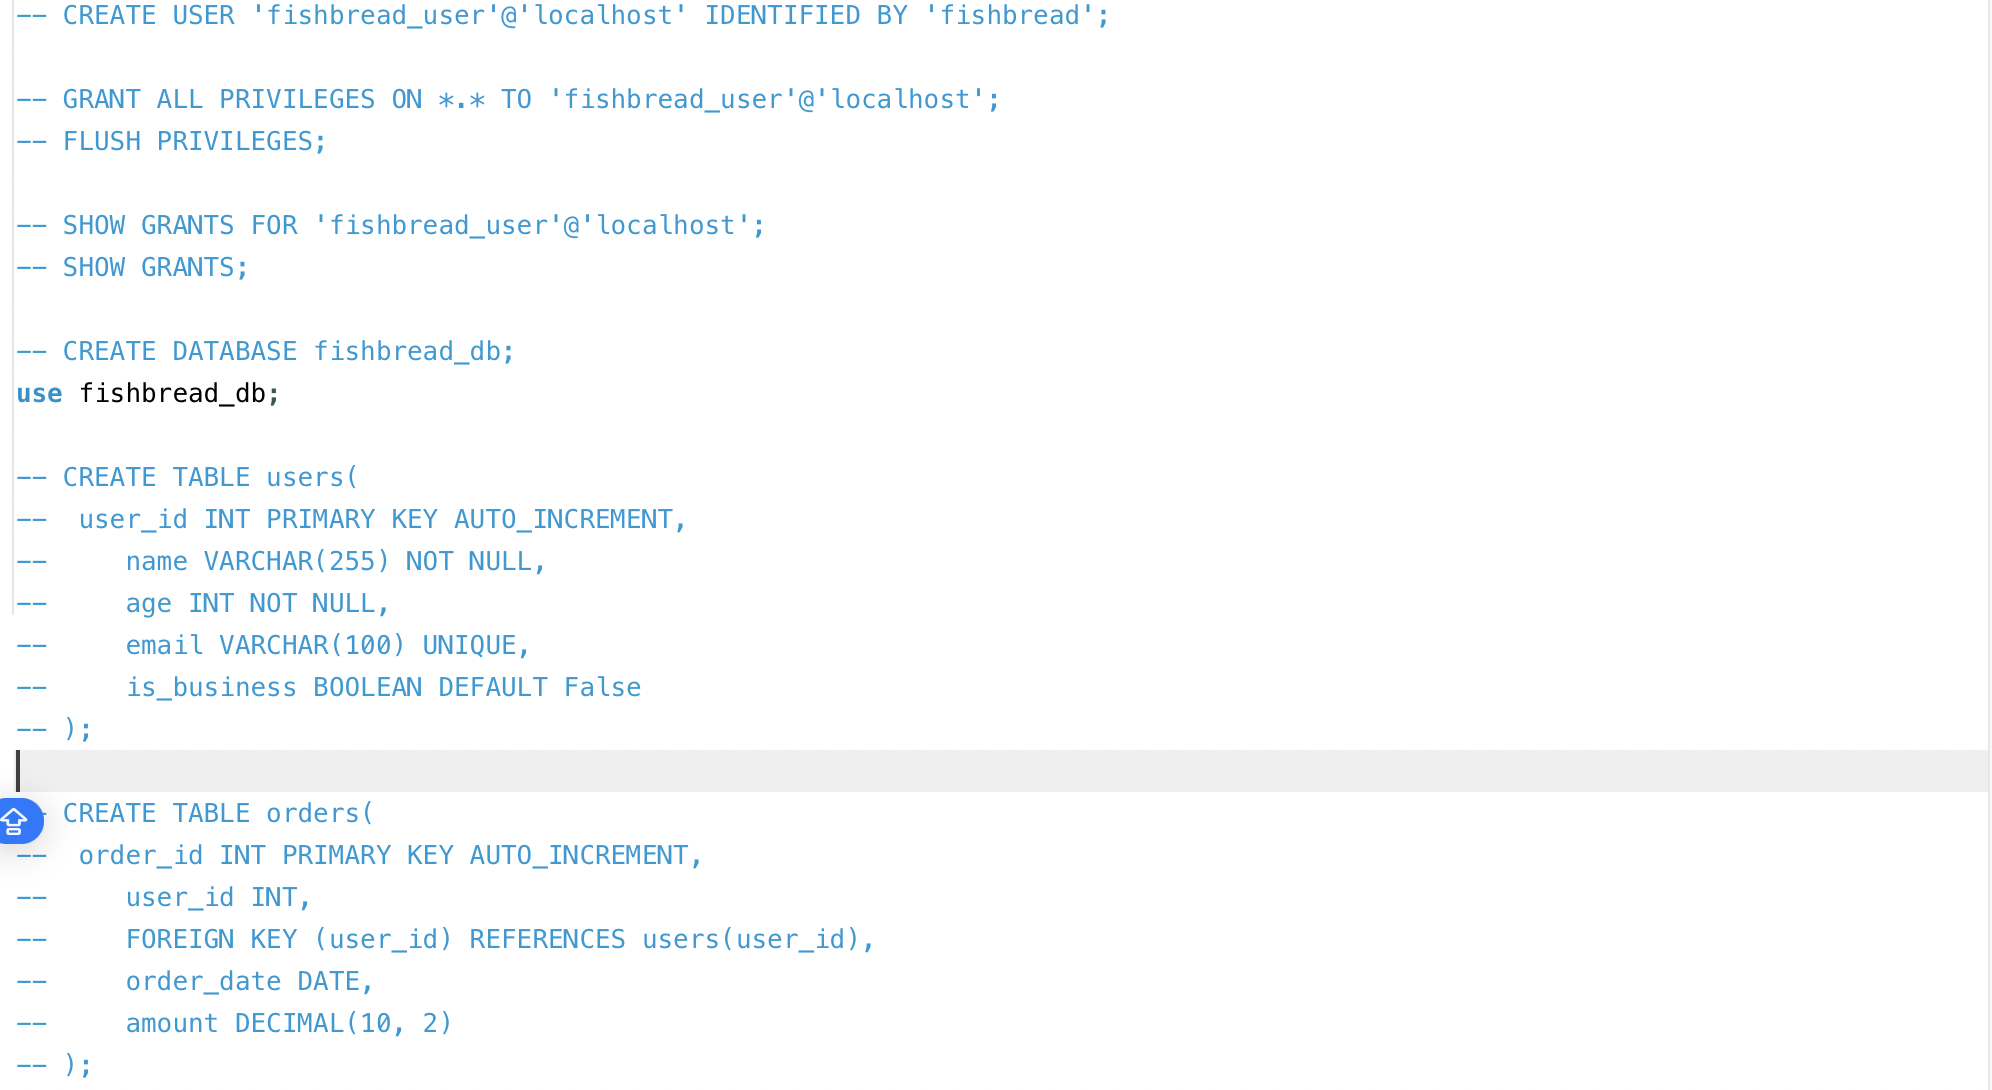 -- CREATE USER 'fishbread_user'@'localhost' IDENTIFIED BY 'fishbread';
-- GRANT ALL PRIVILEGES ON *.* TO 'fishbread_user'@'localhost';
-- FLUSH PRIVILEGES;
-- SHOW GRANTS FOR 'fishbread_user'@'localhost';
-- SHOW GRANTS;
-- CREATE DATABASE fishbread_db;
use fishbread_db;
-- CREATE TABLE users(
--  user_id INT PRIMARY KEY AUTO_INCREMENT,
--     name VARCHAR(255) NOT NULL,
--     age INT NOT NULL,
--     email VARCHAR(100) UNIQUE,
--     is_business BOOLEAN DEFAULT False
-- );
- CREATE TABLE orders(
--  order_id INT PRIMARY KEY AUTO_INCREMENT,
--     user_id INT,
--     FOREIGN KEY (user_id) REFERENCES users(user_id),
--     order_date DATE,
--     amount DECIMAL(10, 2)
-- );